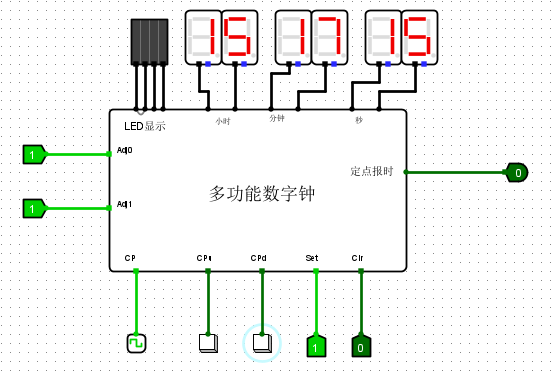 15 17 15
LED显示
小时
分钟
秒
1
Adj0
定点报时
0
多功能数字钟
1
Adj1
CP
CPu
CPd
Set
Clr
1
0